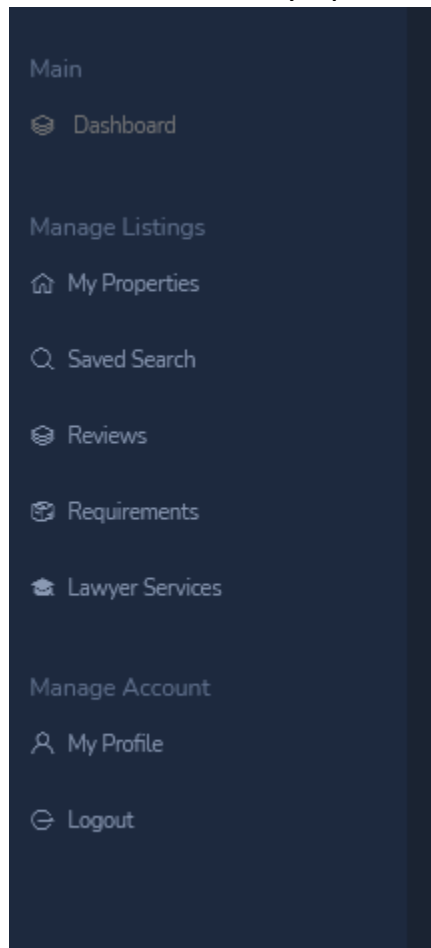 Main
Dashboard
Manage Listings
My Properties
Saved Search
Reviews
Requirements
Lawyer Services
Manage Account
My Profile
Logout